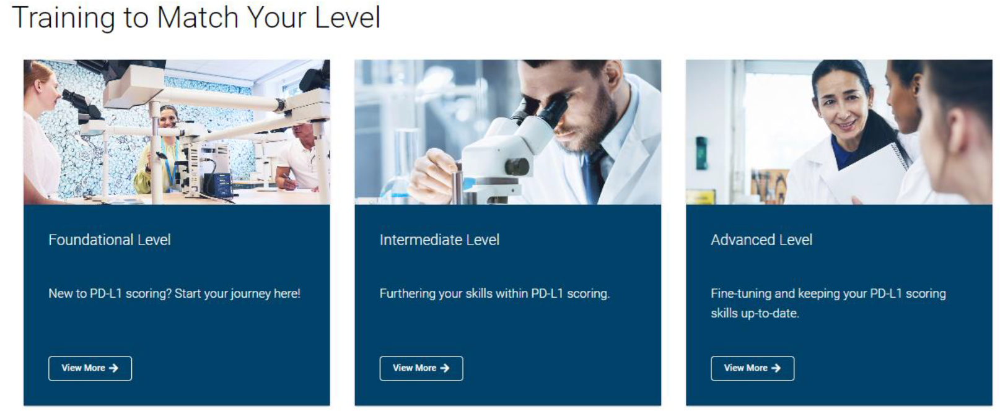 Training to Match Your Level
Foundational Level
New to PD-L1 scoring? Start your journey here!
View More →
Intermediate Level
Furthering your skills within PD-L1 scoring.
View More →
Advanced Level
Fine-tuning and keeping your PD-L1 scoring
skills up-to-date.
View More →